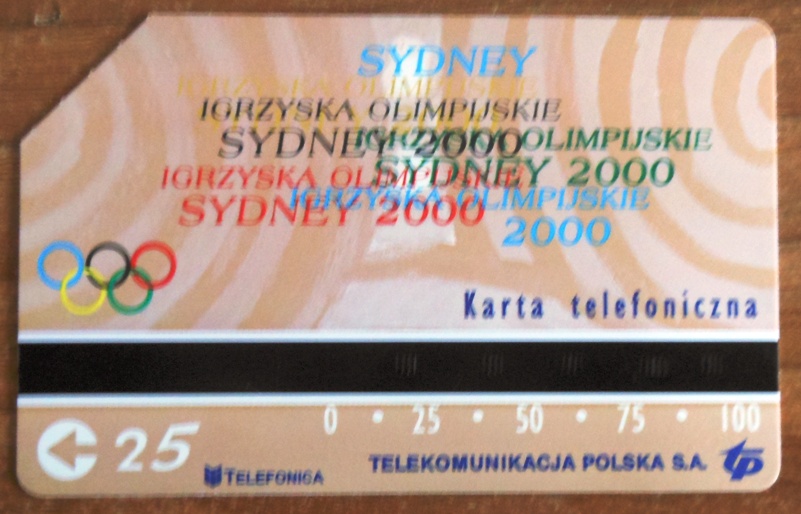 SYDNEY
IGRZYSKA OLIMPIJSKIE
IGRZYSKA OLIMPIJSKIE
SYDNEY 2000
IGRZYSKA OLIMPIJSKIE
SYDNEY 2000
IGRZYSKA OLIMPIJSKIE
SYDNEY 2000
IGRZYSKA OLIMPIJSKIE
2000
Karta telefoniczna
0 • 25 • 50 • 75 • 100
25
TELEFONICA
TELEKOMUNIKACJA POLSKA S.A.
tp